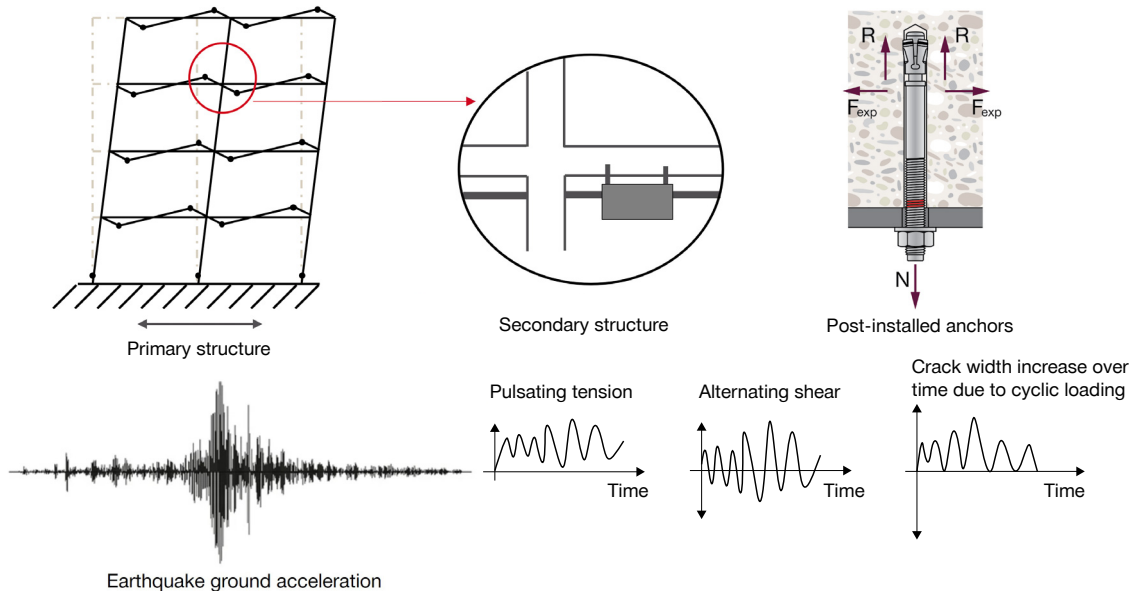 R
R
F exp
F exp
N
Primary structure
Secondary structure
Post-installed anchors
Pulsating tension
Alternating shear
Crack width increase over
time due to cyclic loading
Time
Time
Time
Earthquake ground acceleration